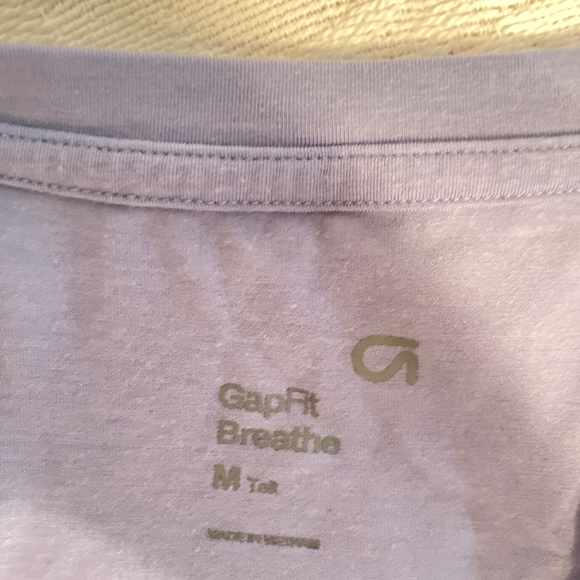 GapFit
Breathe
M Tall
MADE IN VIETNAM